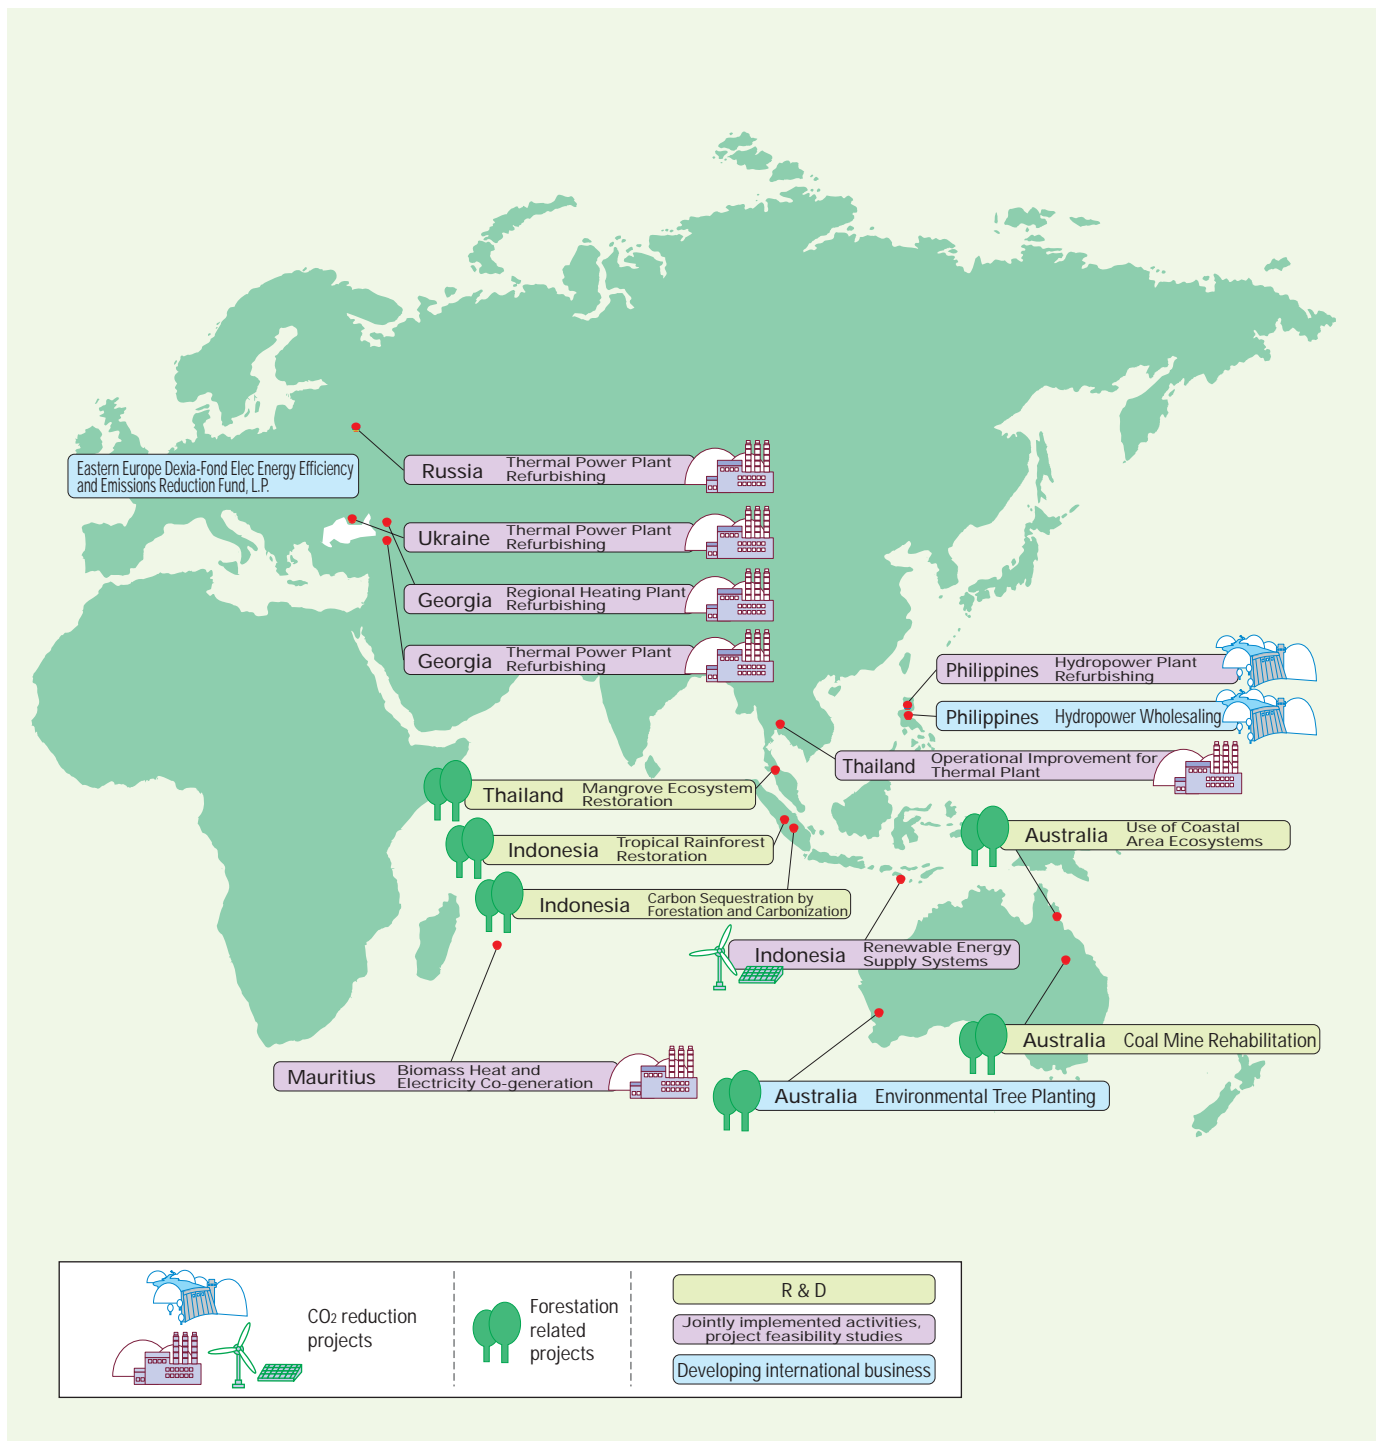 Eastern Europe Dexia-Fond Elec Energy Efficiency
and Emissions Reduction Fund, L.P.
Russia Thermal Power Plant
Refurbishing
Ukraine Thermal Power Plant
Refurbishing
Georgia Regional Heating Plant
Refurbishing
Georgia Thermal Power Plant
Refurbishing
Philippines Hydropower Plant
Refurbishing
Philippines Hydropower Wholesaling
Thailand Operational Improvement for
Thermal Plant
Thailand Mangrove Ecosystem
Restoration
Indonesia Tropical Rainforest
Restoration
Australia Use of Coastal
Area Ecosystems
Indonesia Carbon Sequestration by
Forestation and Carbonization
Indonesia Renewable Energy
Supply Systems
Australia Coal Mine Rehabilitation
Mauritius Biomass Heat and
Electricity Co-generation
Australia Environmental Tree Planting
CO2 reduction
projects
Forestation
related
projects
R & D
Jointly implemented activities,
project feasibility studies
Developing international business